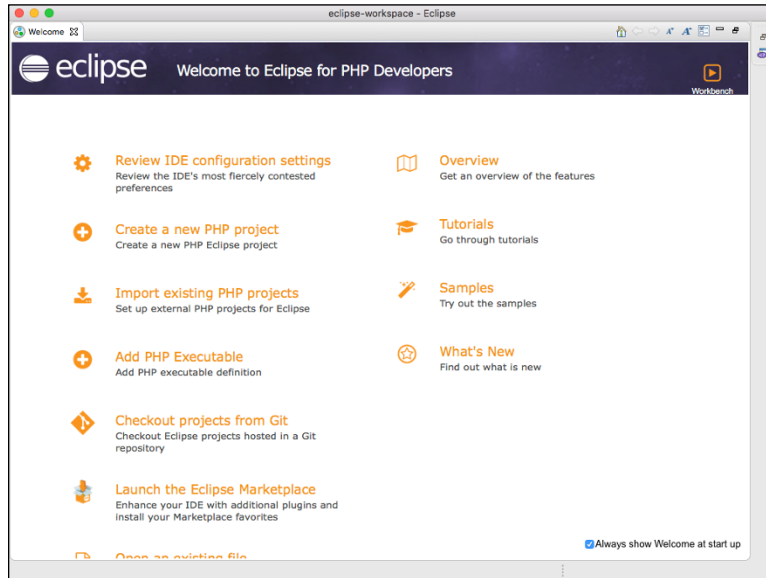 eclipse-workspace - Eclipse
Welcome
eclipse
Welcome to Eclipse for PHP Developers
Workbench
Review IDE configuration settings
Review the IDE's most fiercely contested
preferences
Create a new PHP project
Create a new PHP Eclipse project
Import existing PHP projects
Set up external PHP projects for Eclipse
Add PHP Executable
Add PHP executable definition
Checkout projects from Git
Checkout Eclipse projects hosted in a Git
repository
Launch the Eclipse Marketplace
Enhance your IDE with additional plugins and
install your Marketplace favorites
Open an existing file
Overview
Get an overview of the features
Tutorials
Go through tutorials
Samples
Try out the samples
What's New
Find out what is new
Always show Welcome at start up